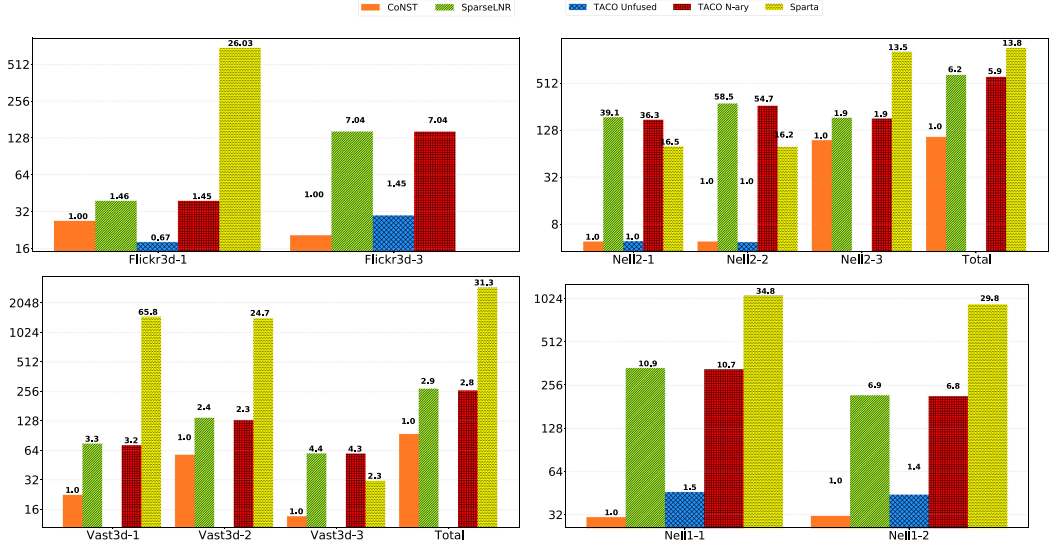 CoNST SparseLNR TACO Unfused TACO N-ary Sparta
512
256
128
64
32
16
1.00 1.46 0.67 1.45 26.03
1.00 7.04 1.45 7.04
Flickr3d-1 Flickr3d-3
512
128
32
8
1.0 39.1 1.0 36.3 16.5
1.0 58.5 1.0 54.7 16.2
1.0 1.9 1.9 13.5
1.0 6.2 5.9 13.8
Nell2-1 Nell2-2 Nell2-3 Total
2048
1024
512
256
128
64
32
16
1.0 3.3 3.2 65.8
1.0 2.4 2.3 24.7
1.0 4.4 4.3 2.3
1.0 2.9 2.8 31.3
Vast3d-1 Vast3d-2 Vast3d-3 Total
1024
512
256
128
64
32
1.0 10.9 1.5 10.7 34.8
1.0 6.9 1.4 6.8 29.8
Nell1-1 Nell1-2